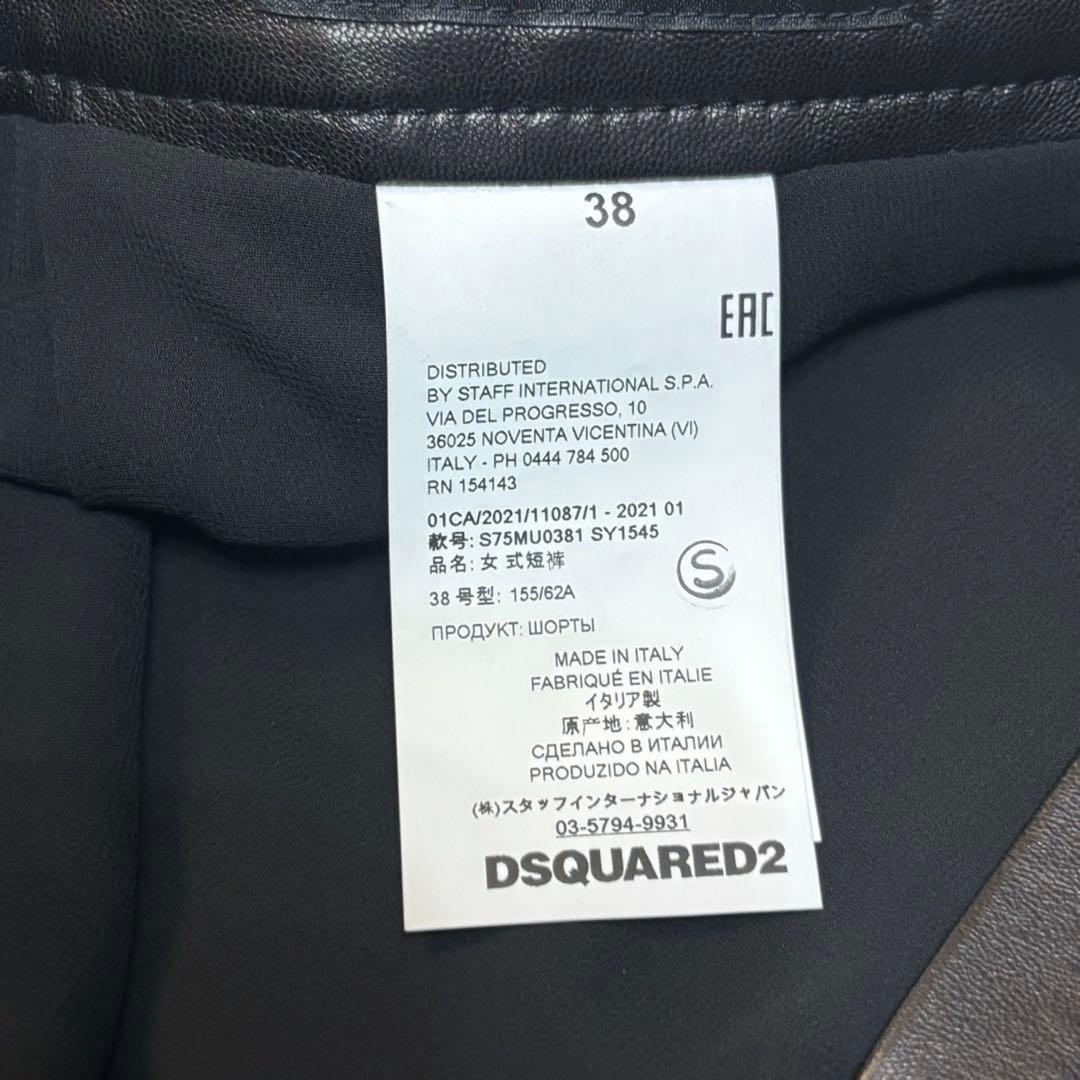 38
EAC
DISTRIBUTED
BY STAFF INTERNATIONAL S.P.A.
VIA DEL PROGRESSO, 10
36025 NOVENTA VICENTINA (VI)
ITALY - PH 0444 784 500
RN 154143
01CA/2021/11087/1 - 2021 01
款号: S75MU0381 SY1545
品名: 女 式短裤
S
38 号型: 155/62A
ПРОДУКТ: ШОРТЫ
MADE IN ITALY
FABRIQUÉ EN ITALIE
イタリア製
原产地:意大利
СДЕЛАНО В ИТАЛИИ
PRODUZIDO NA ITALIA
(株)スタッフインターナショナルジャパン
03-5794-9931
DSQUARED2